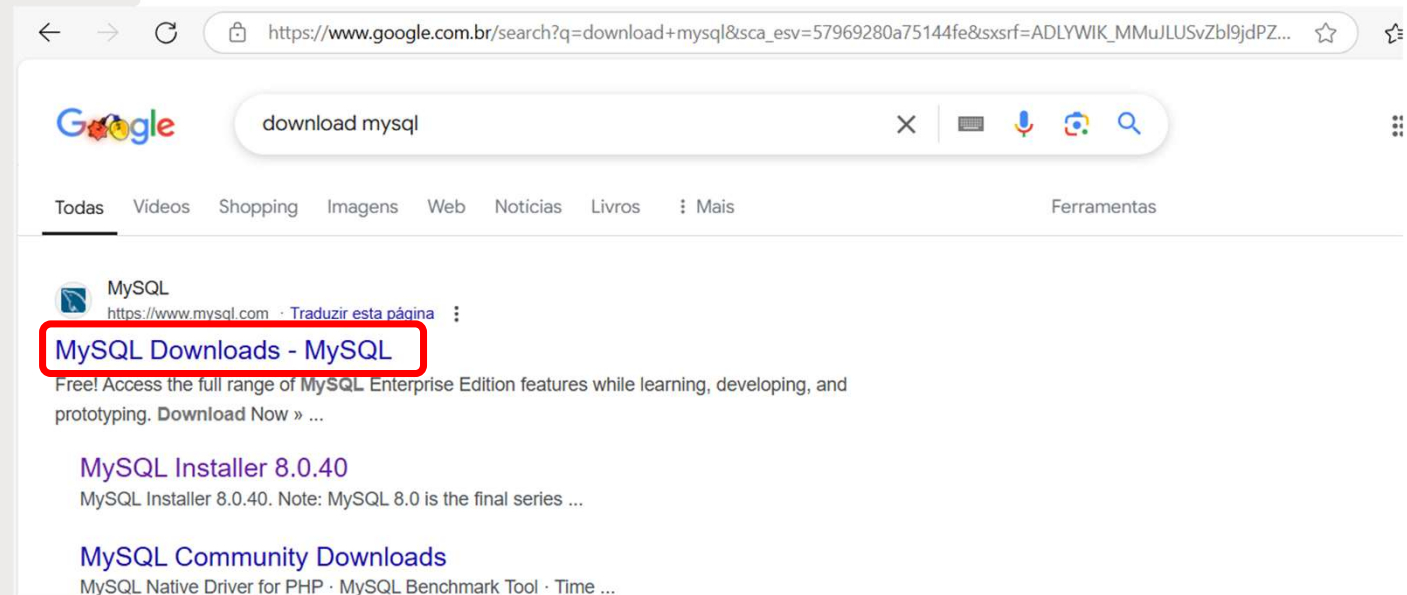 https://www.google.com.br/search?q=download+mysql&sca_esv=57969280a75144fe&sxsrf=ADLYWIK_MMuJLUSvZbl9jdPZ...
Google
download mysql
Todas Vídeos Shopping Imagens Web Notícias Livros Mais Ferramentas
MySQL
https://www.mysql.com · Traduzir esta página
MySQL Downloads - MySQL
Free! Access the full range of MySQL Enterprise Edition features while learning, developing, and
prototyping. Download Now » ...
MySQL Installer 8.0.40
MySQL Installer 8.0.40. Note: MySQL 8.0 is the final series ...
MySQL Community Downloads
MySQL Native Driver for PHP · MySQL Benchmark Tool · Time ...